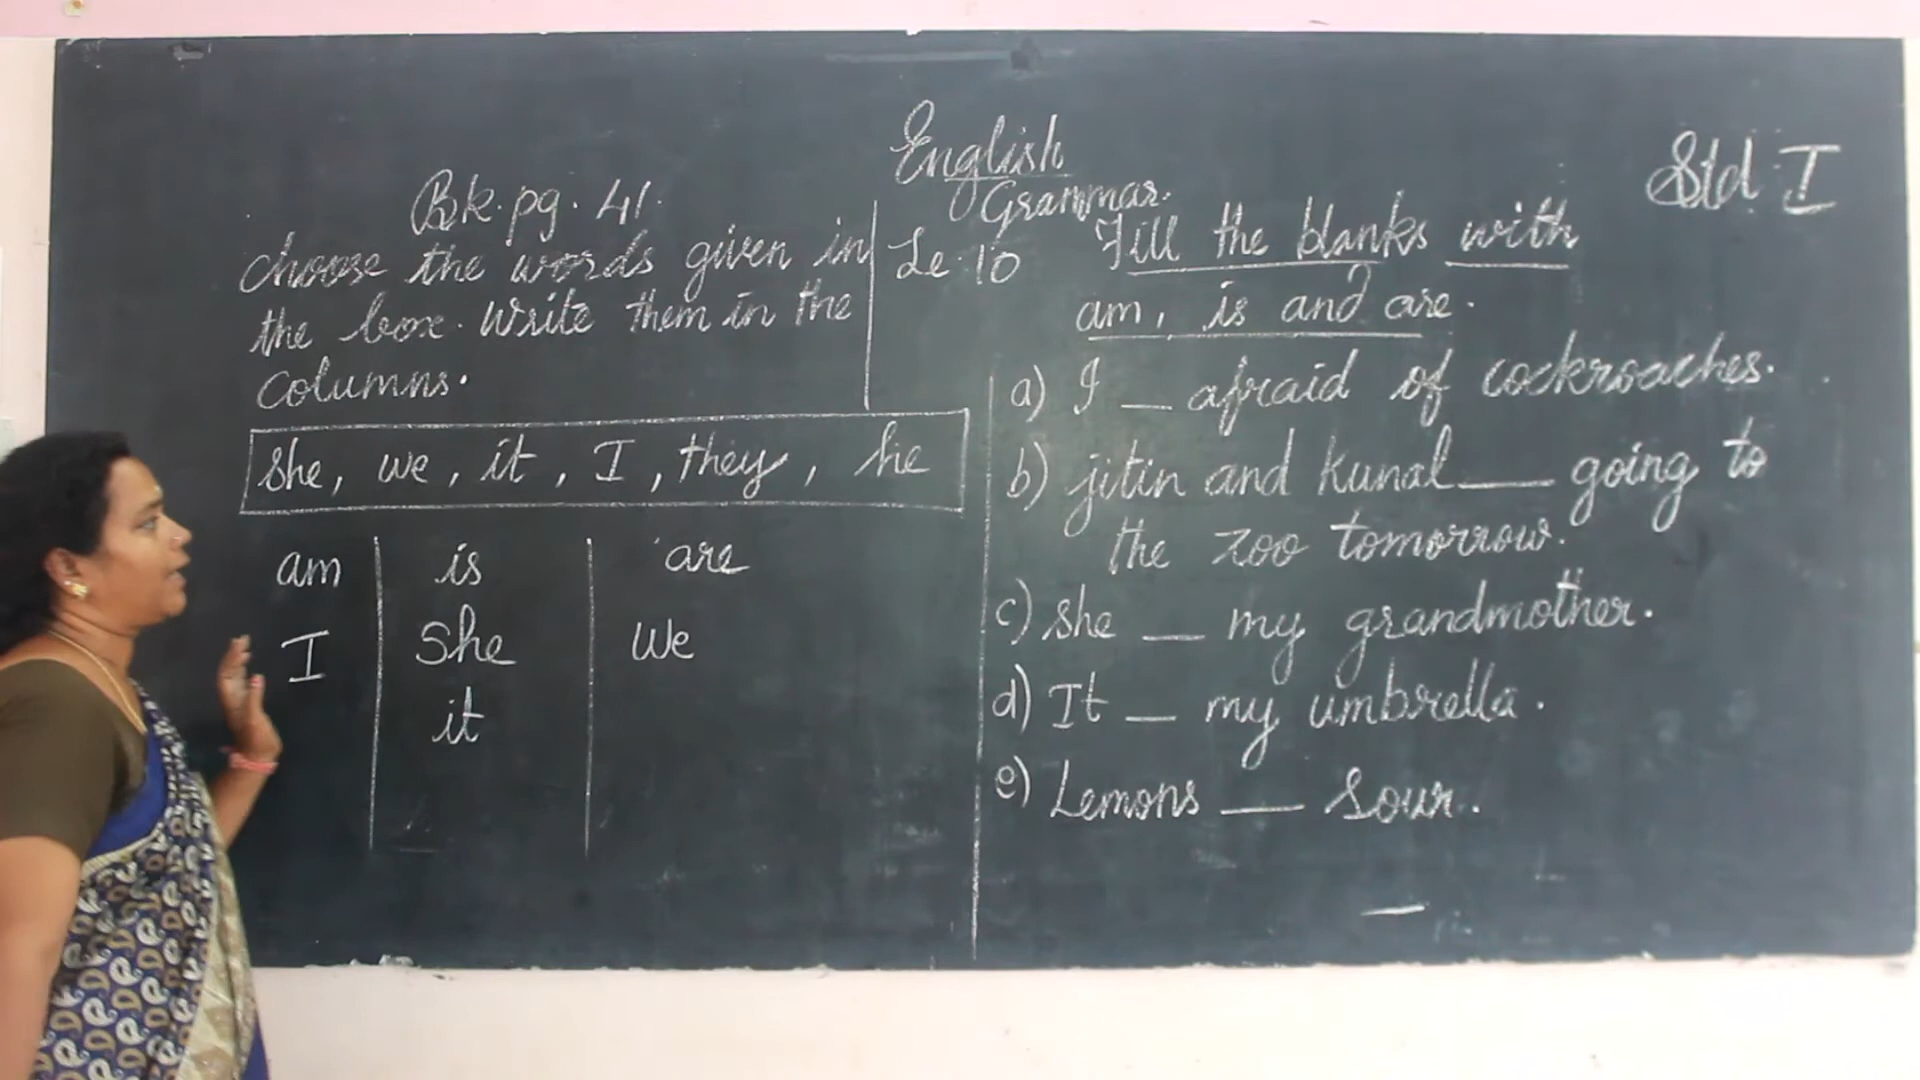 English
Grammar.
Std I
Bk. pg. 41.
choose the words given in
the box. Write them in the
columns.
she, we, it, I, they, he
am is are
I She We
it
Le. 10 Fill the blanks with
am, is and are.
a) I __ afraid of cockroaches.
b) jitin and kunal ___ going to
the zoo tomorrow.
c) she __ my grandmother.
d) It __ my umbrella.
e) Lemons ___ sour.